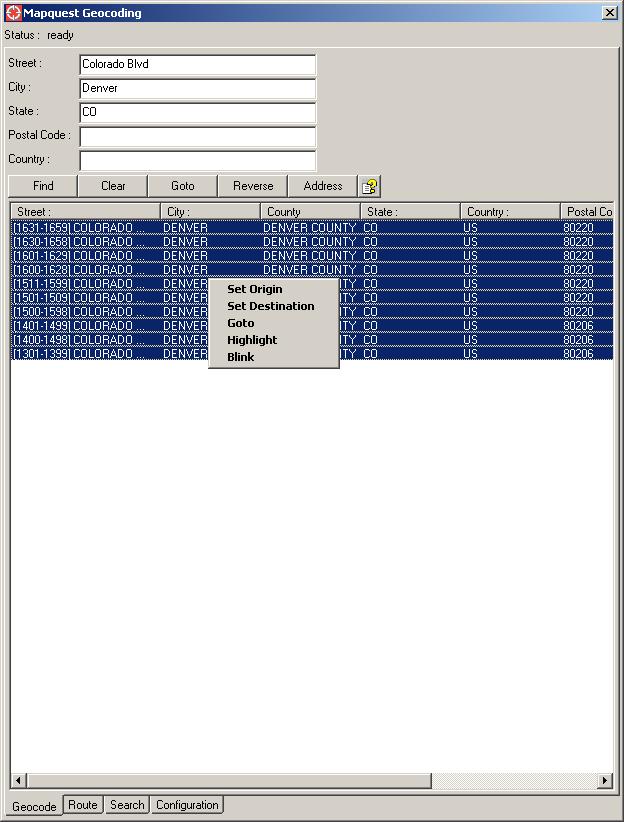 Mapquest Geocoding
Status : ready
Street : Colorado Blvd
City : Denver
State : CO
Postal Code :
Country :
Find Clear Goto Reverse Address
Street : City : County State : Country : Postal Co
[1631-1659] COLORADO ... DENVER DENVER COUNTY CO US 80220
[1630-1658] COLORADO ... DENVER DENVER COUNTY CO US 80220
[1601-1629] COLORADO ... DENVER DENVER COUNTY CO US 80220
[1600-1628] COLORADO ... DENVER DENVER COUNTY CO US 80220
[1511-1599] COLORADO ... DENVER TY CO US 80220
[1501-1509] COLORADO ... DENVER TY CO US 80220
[1500-1598] COLORADO ... DENVER TY CO US 80220
[1401-1499] COLORADO ... DENVER TY CO US 80206
[1400-1498] COLORADO ... DENVER TY CO US 80206
[1301-1399] COLORADO ... DENVER TY CO US 80206
Set Origin
Set Destination
Goto
Highlight
Blink
Geocode Route Search Configuration